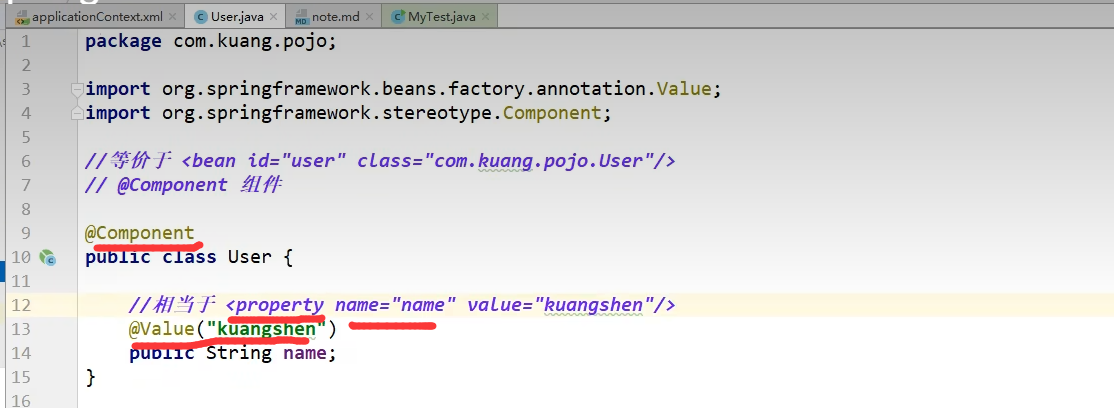 applicationContext.xml × User.java × note.md × MyTest.java ×
1 package com.kuang.pojo;
2
3 import org.springframework.beans.factory.annotation.Value;
4 import org.springframework.stereotype.Component;
5
6 //等价于 <bean id="user" class="com.kuang.pojo.User"/>
7 // @Component 组件
8
9 @Component
10 public class User {
11
12 //相当于 <property name="name" value="kuangshen"/>
13 @Value("kuangshen")
14 public String name;
15 }
16